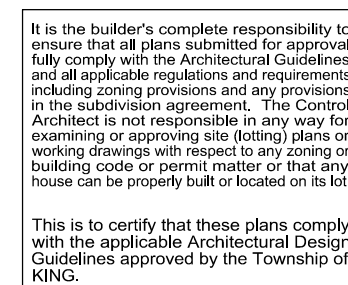 It is the builder's complete responsibility to
ensure that all plans submitted for approval
fully comply with the Architectural Guidelines
and all applicable regulations and requirements
including zoning provisions and any provisions
in the subdivision agreement. The Control
Architect is not responsible in any way for
examining or approving site (lotting) plans or
working drawings with respect to any zoning or
building code or permit matter or that any
house can be properly built or located on its lot
This is to certify that these plans comply
with the applicable Architectural Design
Guidelines approved by the Township of
KING.